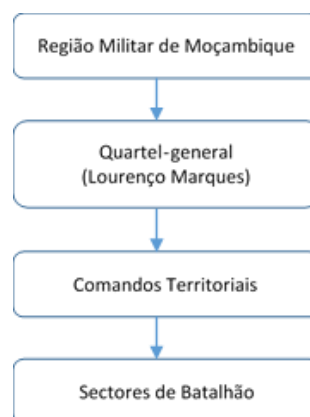 Região Militar de Moçambique
Quartel-general
(Lourenço Marques)
Comandos Territoriais
Sectores de Batalhão